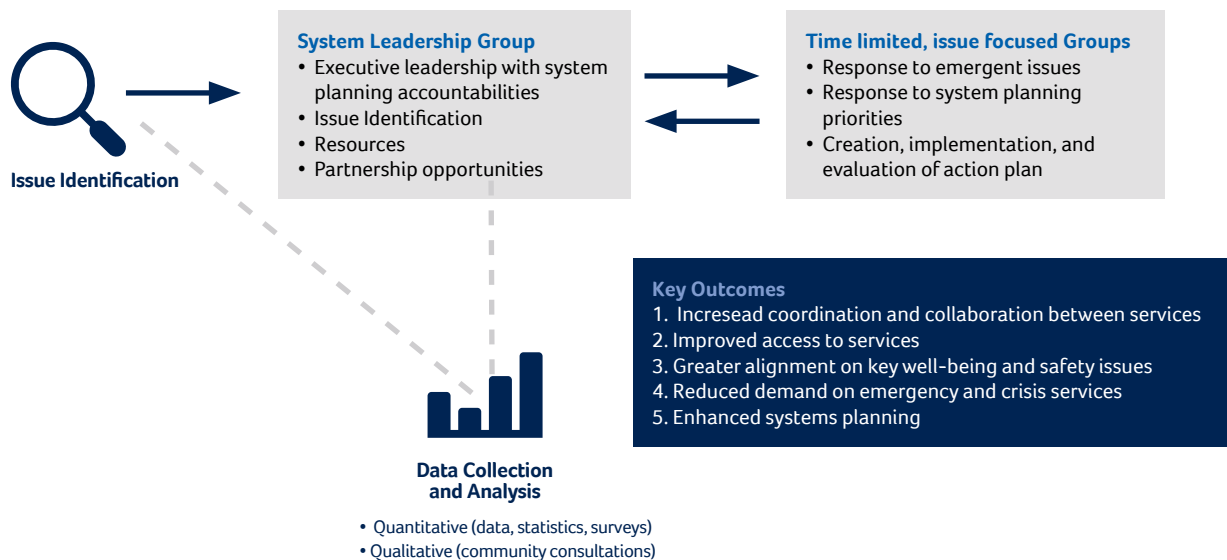 Issue Identification
System Leadership Group
• Executive leadership with system
planning accountabilities
• Issue Identification
• Resources
• Partnership opportunities
Time limited, issue focused Groups
• Response to emergent issues
• Response to system planning
priorities
• Creation, implementation, and
evaluation of action plan
Key Outcomes
1. Incresead coordination and collaboration between services
2. Improved access to services
3. Greater alignment on key well-being and safety issues
4. Reduced demand on emergency and crisis services
5. Enhanced systems planning
Data Collection
and Analysis
• Quantitative (data, statistics, surveys)
• Qualitative (community consultations)